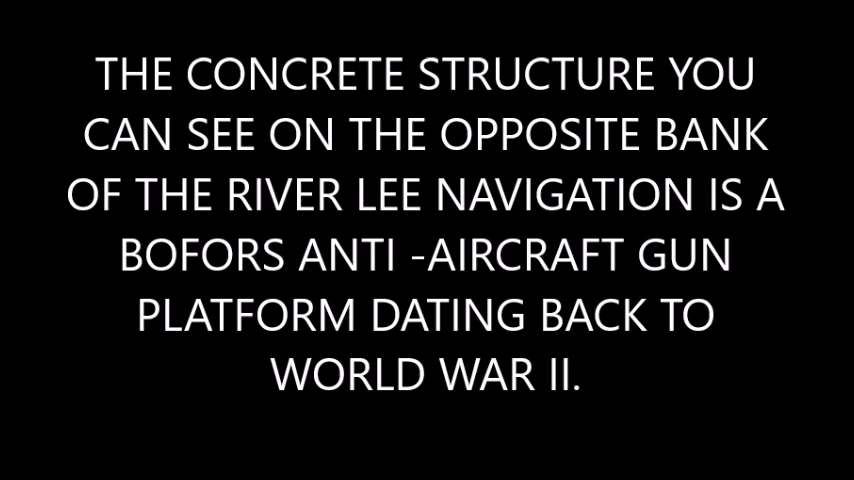 THE CONCRETE STRUCTURE YOU
CAN SEE ON THE OPPOSITE BANK
OF THE RIVER LEE NAVIGATION IS A
BOFORS ANTI -AIRCRAFT GUN
PLATFORM DATING BACK TO
WORLD WAR II.